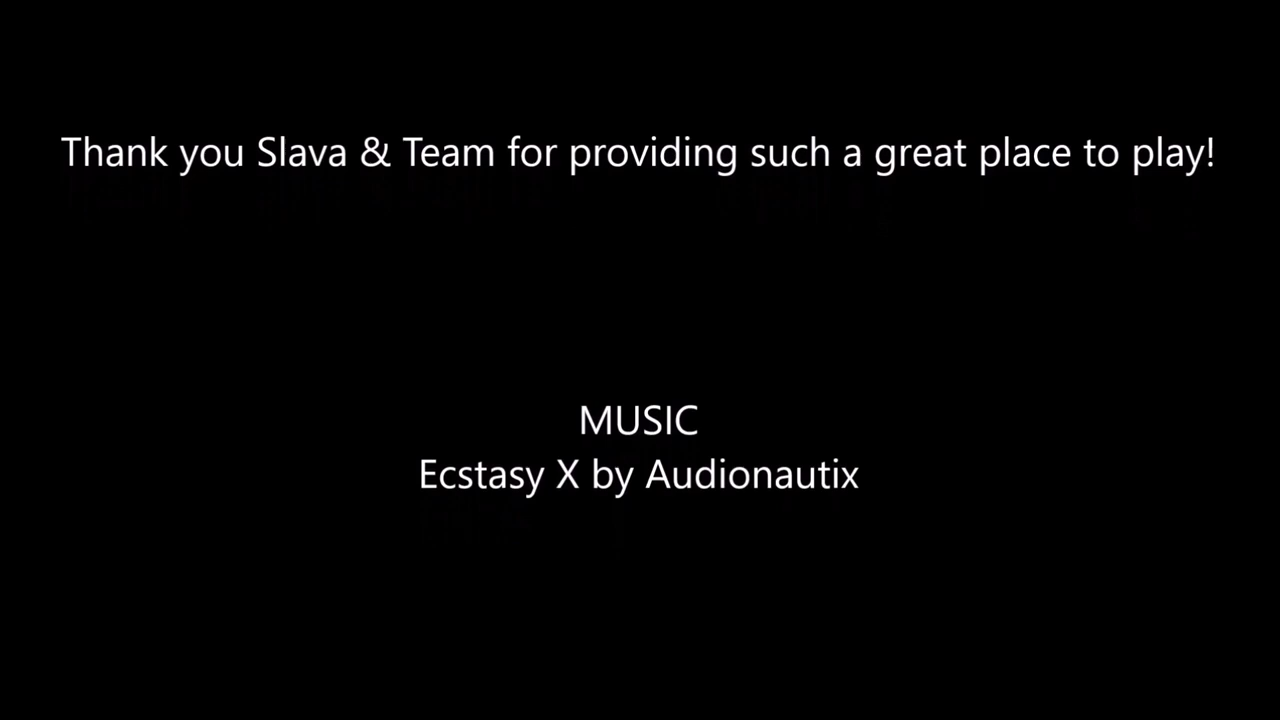 Thank you Slava & Team for providing such a great place to play!
MUSIC
Ecstasy X by Audionautix